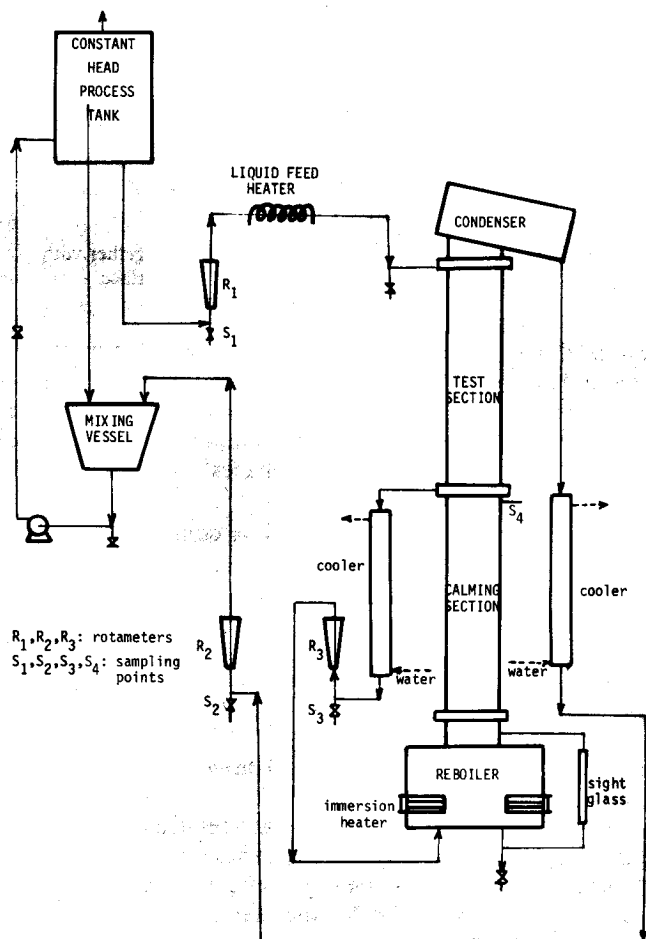 CONSTANT
HEAD
PROCESS
TANK
LIQUID FEED
HEATER
CONDENSER
R1
S1
TEST
SECTION
MIXING
VESSEL
S4
cooler
CALMING
SECTION
cooler
R1,R2,R3: rotameters
S1,S2,S3,S4: sampling
points
R2
R3
water
water
S2
S3
REBOILER
immersion
heater
sight
glass